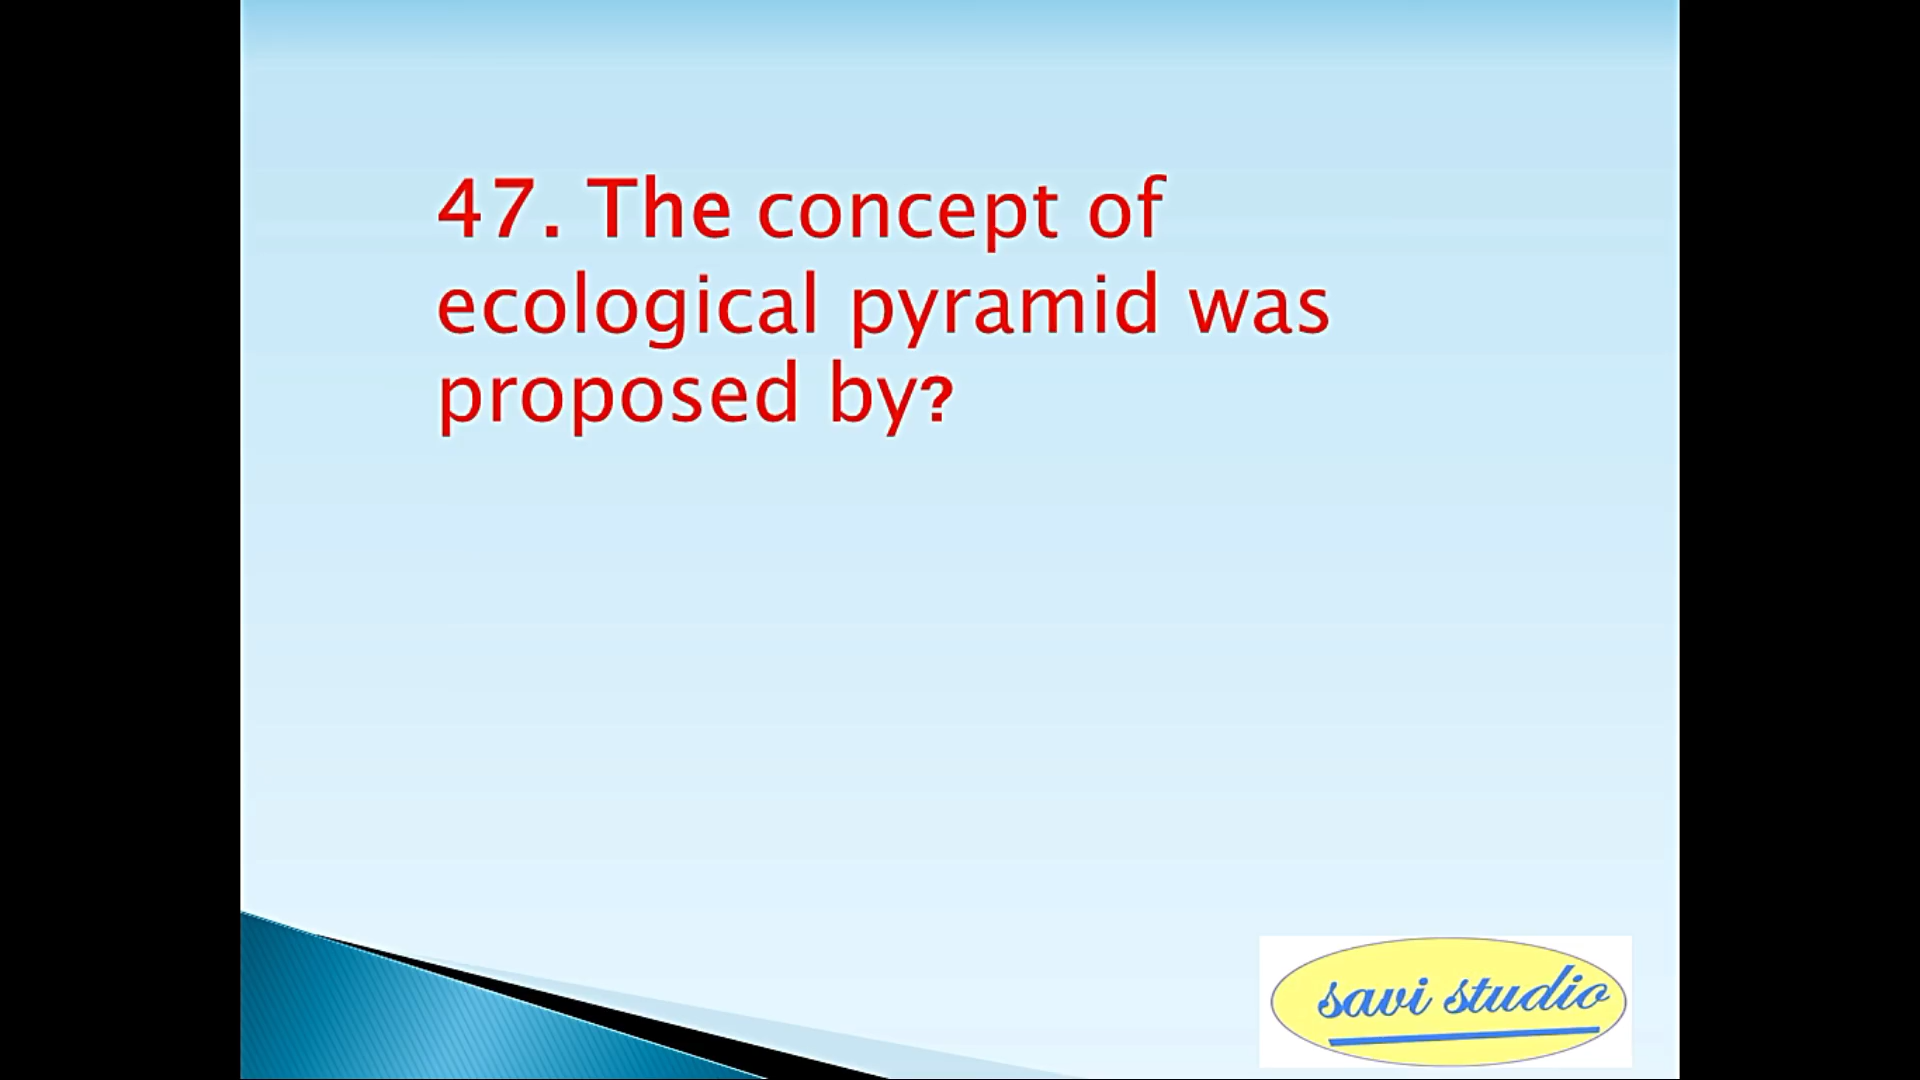 47. The concept of
ecological pyramid was
proposed by?
savi studio